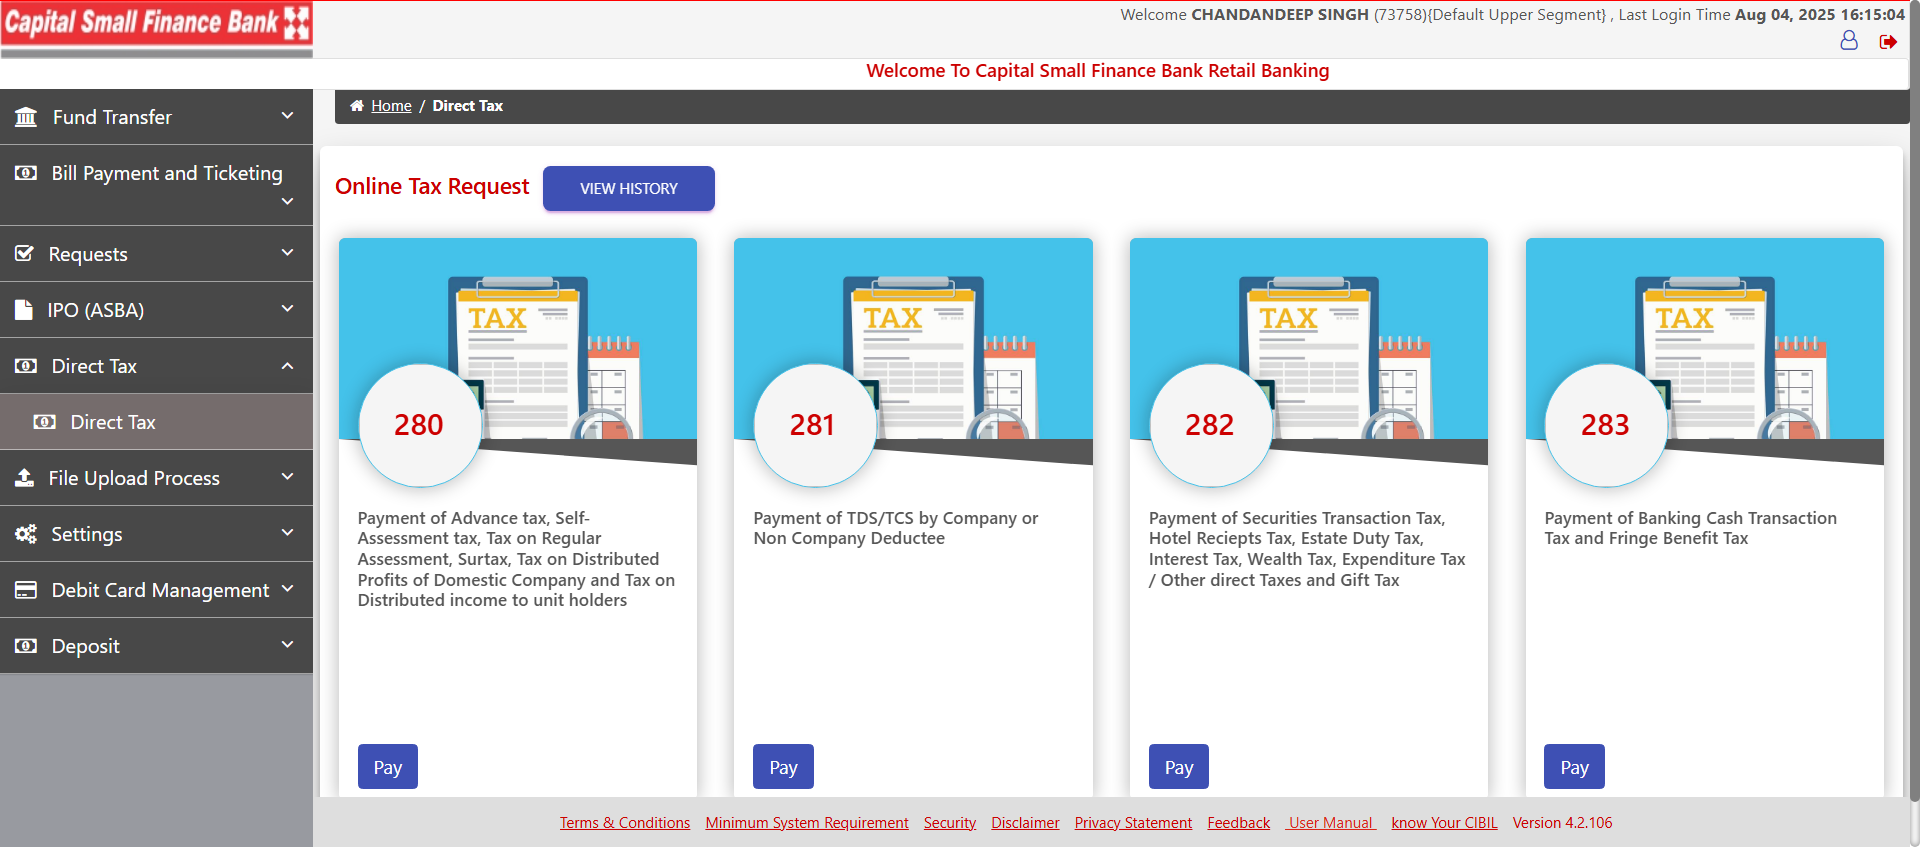 Capital Small Finance Bank
Welcome CHANDANDEEP SINGH (73758){Default Upper Segment} , Last Login Time Aug 04, 2025 16:15:04
Welcome To Capital Small Finance Bank Retail Banking
Home / Direct Tax
Fund Transfer
Bill Payment and Ticketing
Requests
IPO (ASBA)
Direct Tax
Direct Tax
File Upload Process
Settings
Debit Card Management
Deposit
Online Tax Request
VIEW HISTORY
TAX
280
Payment of Advance tax, Self-
Assessment tax, Tax on Regular
Assessment, Surtax, Tax on Distributed
Profits of Domestic Company and Tax on
Distributed income to unit holders
Pay
TAX
281
Payment of TDS/TCS by Company or
Non Company Deductee
Pay
TAX
282
Payment of Securities Transaction Tax,
Hotel Reciepts Tax, Estate Duty Tax,
Interest Tax, Wealth Tax, Expenditure Tax
/ Other direct Taxes and Gift Tax
Pay
TAX
283
Payment of Banking Cash Transaction
Tax and Fringe Benefit Tax
Pay
Terms & Conditions Minimum System Requirement Security Disclaimer Privacy Statement Feedback User Manual know Your CIBIL Version 4.2.106